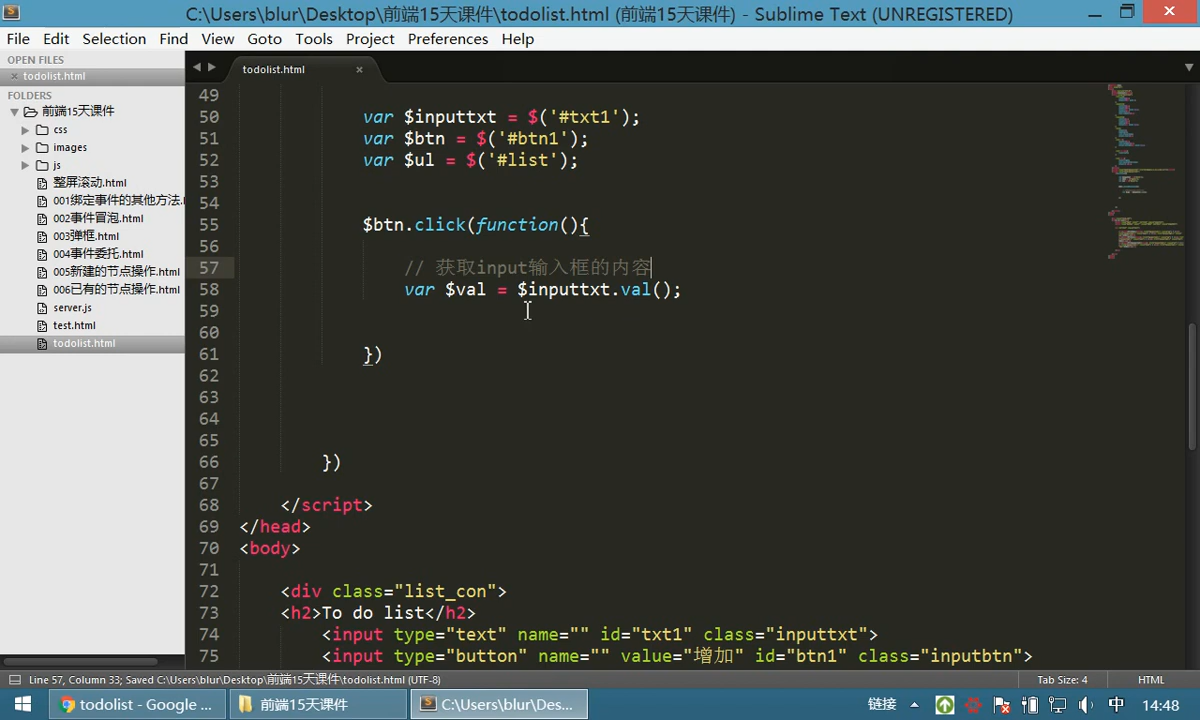 C:\Users\blur\Desktop\前端15天课件\todolist.html (前端15天课件) - Sublime Text (UNREGISTERED)
File Edit Selection Find View Goto Tools Project Preferences Help
OPEN FILES
todolist.html
FOLDERS
前端15天课件
css
images
js
整屏滚动.html
001绑定事件的其他方法.
002事件冒泡.html
003弹框.html
004事件委托.html
005新建的节点操作.html
006已有的节点操作.html
server.js
test.html
todolist.html
todolist.html
49
50 var $inputtxt = $('#txt1');
51 var $btn = $('#btn1');
52 var $ul = $('#list');
53
54
55 $btn.click(function(){
56
57 // 获取input输入框的内容
58 var $val = $inputtxt.val();
59
60
61 })
62
63
64
65
66 })
67
68 </script>
69 </head>
70 <body>
71
72 <div class="list_con">
73 <h2>To do list</h2>
74 <input type="text" name="" id="txt1" class="inputtxt">
75 <input type="button" name="" value="增加" id="btn1" class="inputbtn">
Line 57, Column 33; Saved C:\Users\blur\Desktop\前端15天课件\todolist.html (UTF-8) Tab Size: 4 HTML
todolist - Google ... 前端15天课件 C:\Users\blur\Des... 链接 中 14:48